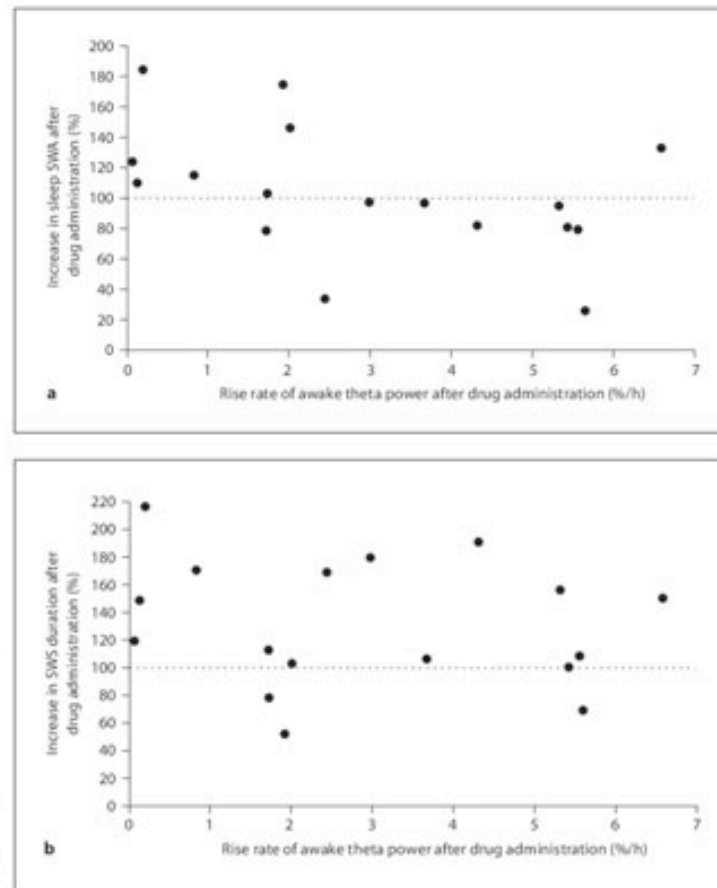 Increase in sleep SWA after
drug administration (%)
200
180
160
140
120
100
80
60
40
20
0
0 1 2 3 4 5 6 7
a
Rise rate of awake theta power after drug administration (%/h)
Increase in SWS duration after
drug administration (%)
220
200
180
160
140
120
100
80
60
40
20
0
0 1 2 3 4 5 6 7
b
Rise rate of awake theta power after drug administration (%/h)